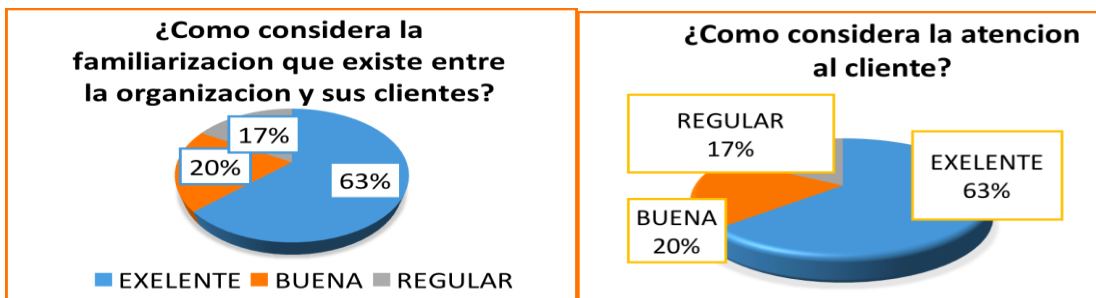 ¿Como considera la
familiarizacion que existe entre
la organizacion y sus clientes?
17%
20%
63%
EXELENTE BUENA REGULAR
¿Como considera la atencion
al cliente?
REGULAR
17%
EXELENTE
63%
BUENA
20%